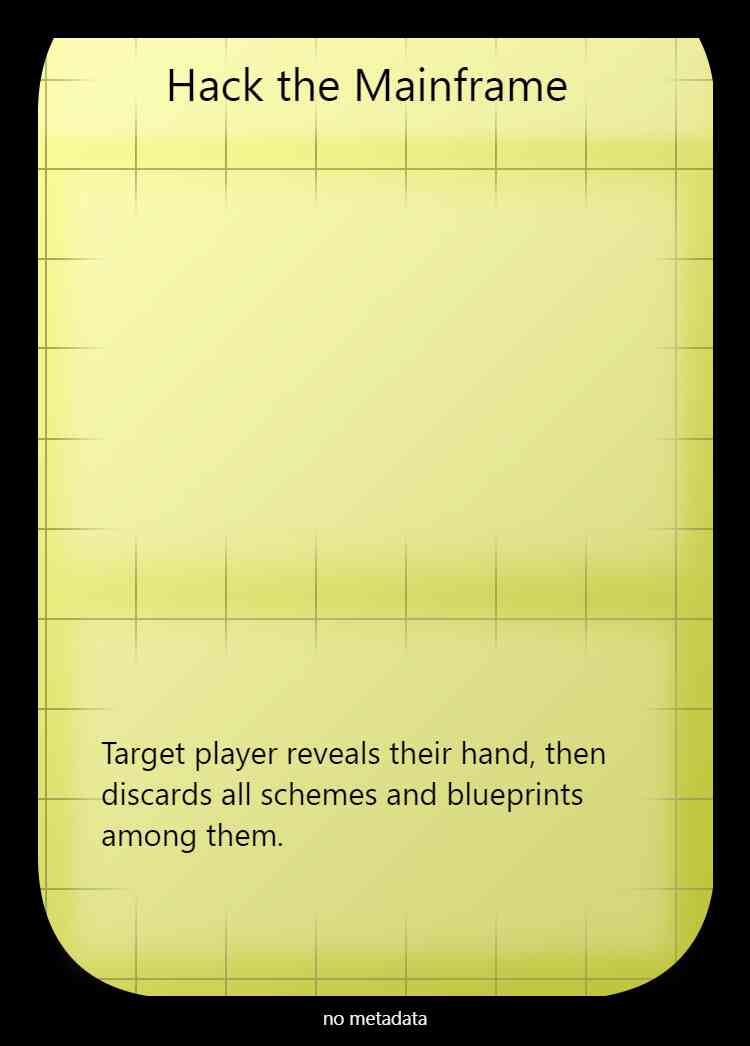 Hack the Mainframe
Target player reveals their hand, then
discards all schemes and blueprints
among them.
no metadata